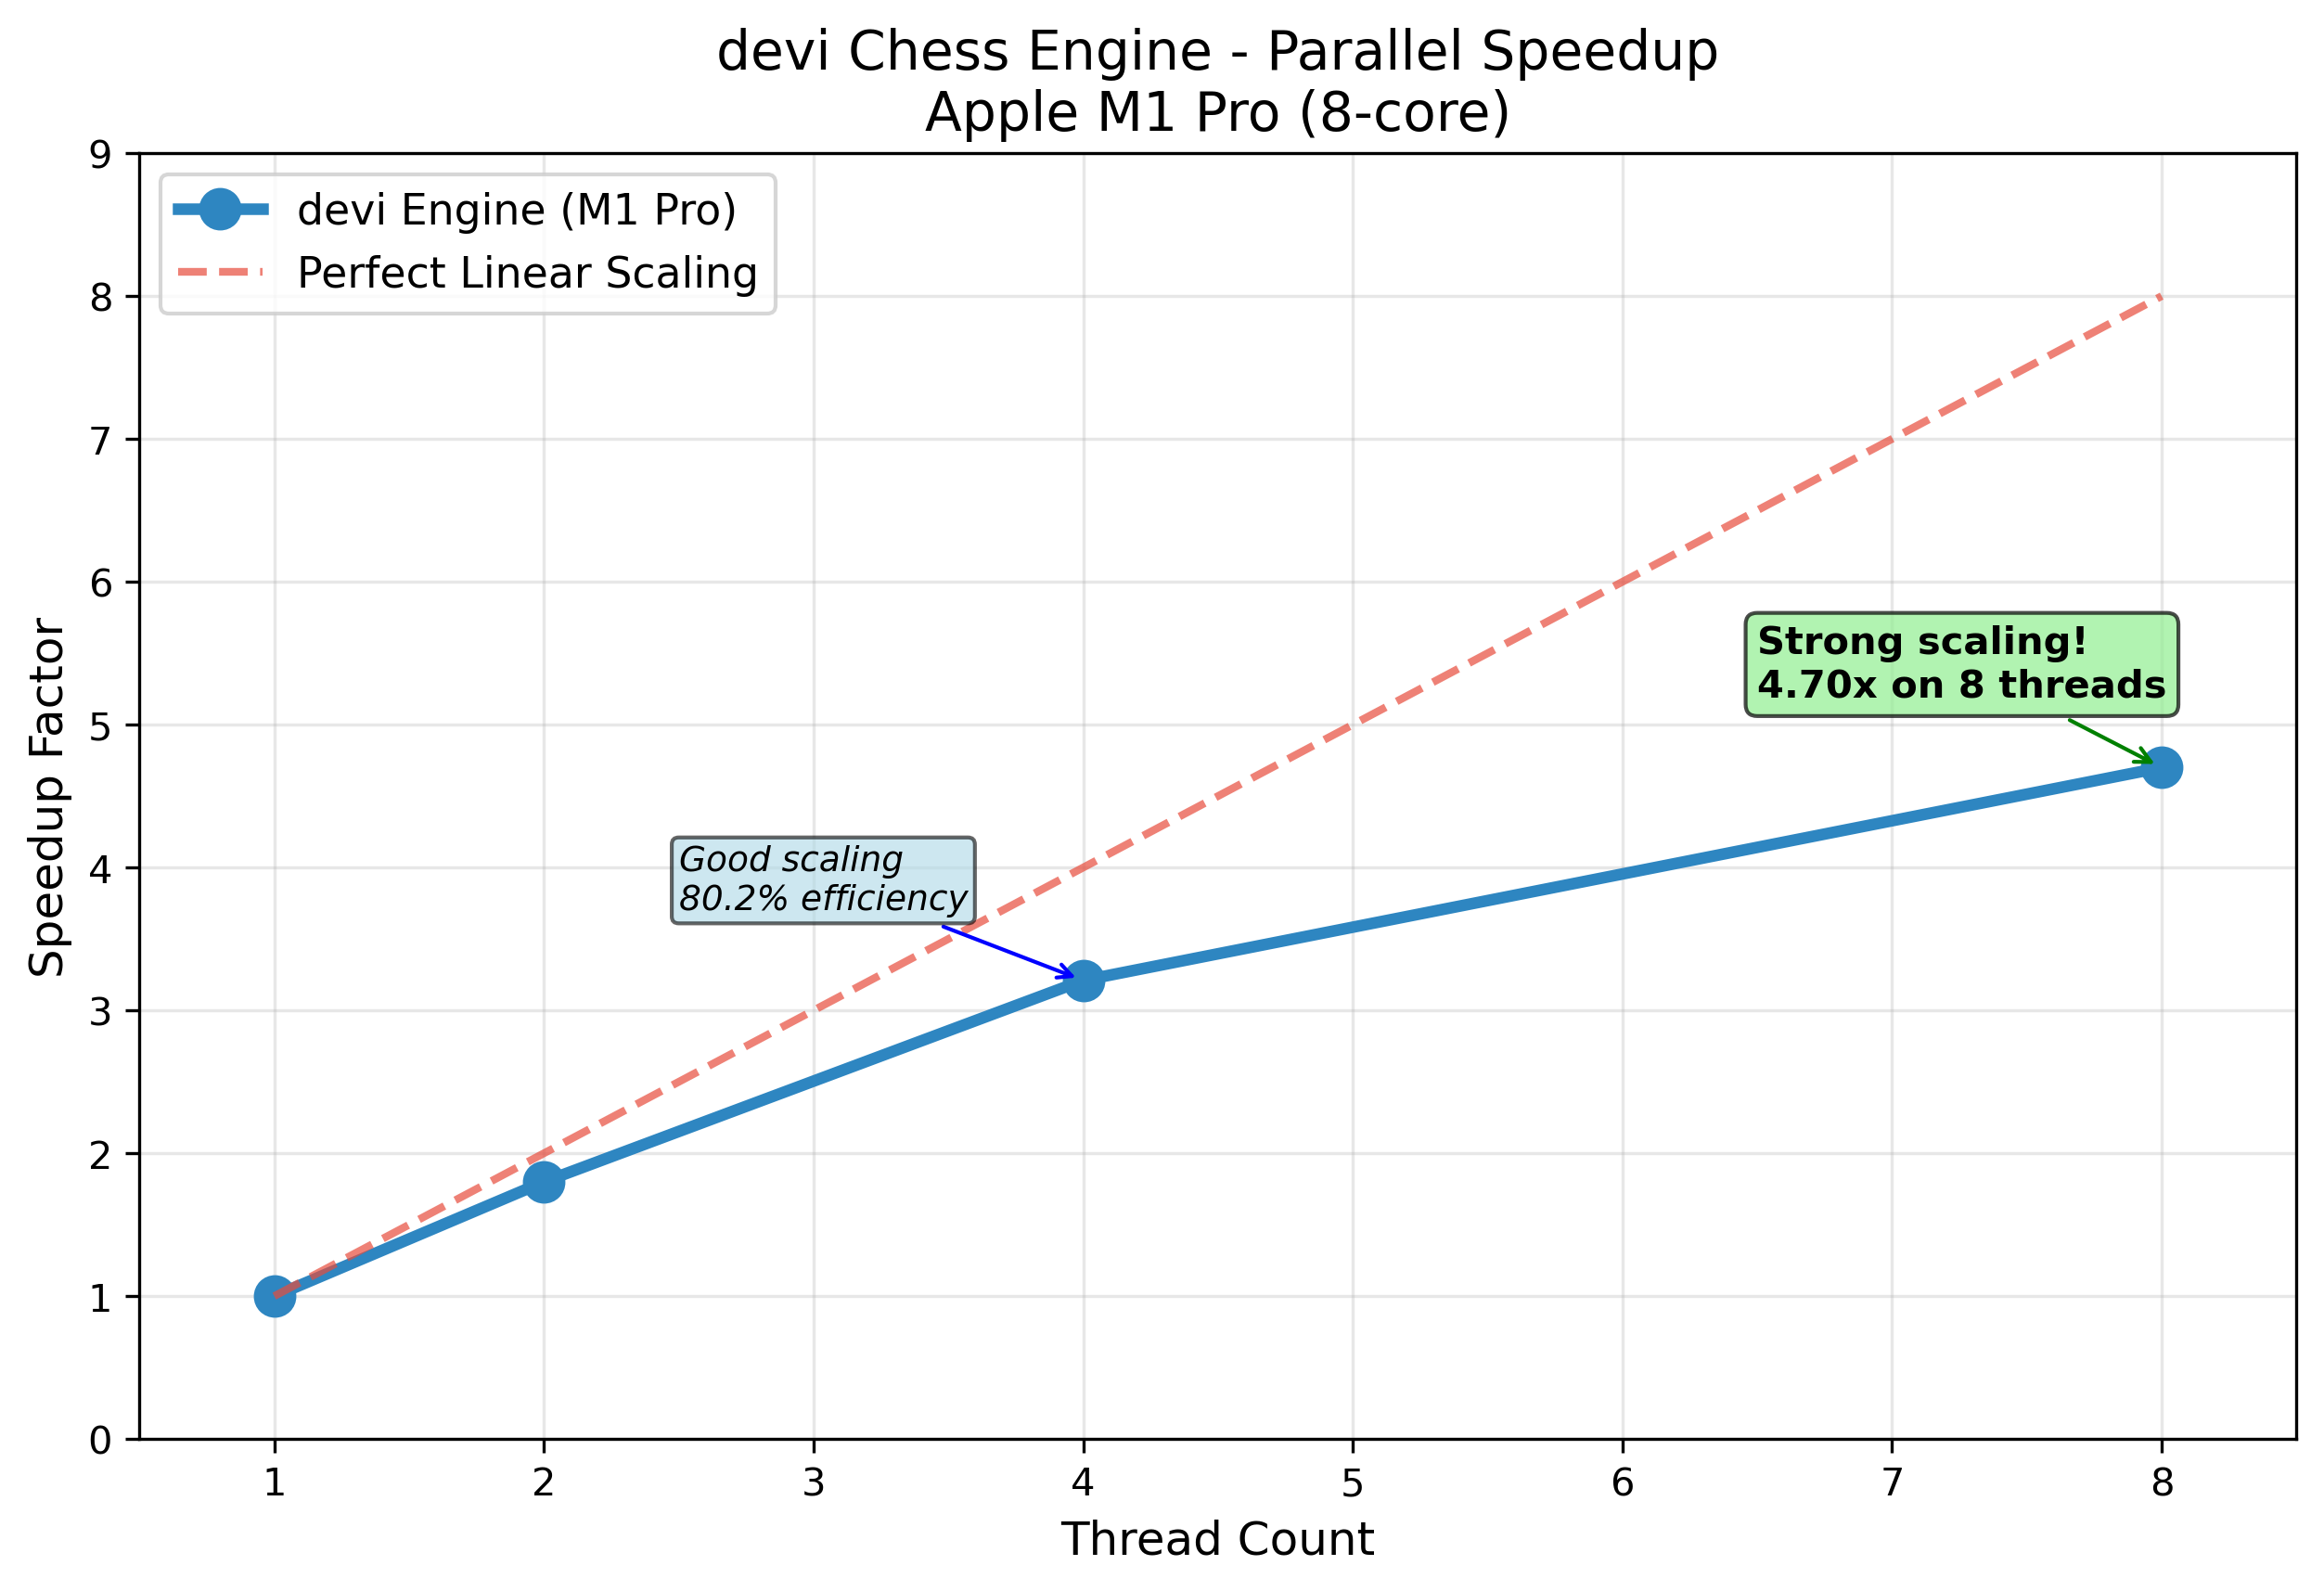 devi Chess Engine - Parallel Speedup
Apple M1 Pro (8-core)
devi Engine (M1 Pro)
Perfect Linear Scaling
Speedup Factor
9
8
7
6
5
4
3
2
1
0
Strong scaling!
4.70x on 8 threads
Good scaling
80.2% efficiency
1
2
3
4
5
6
7
8
Thread Count